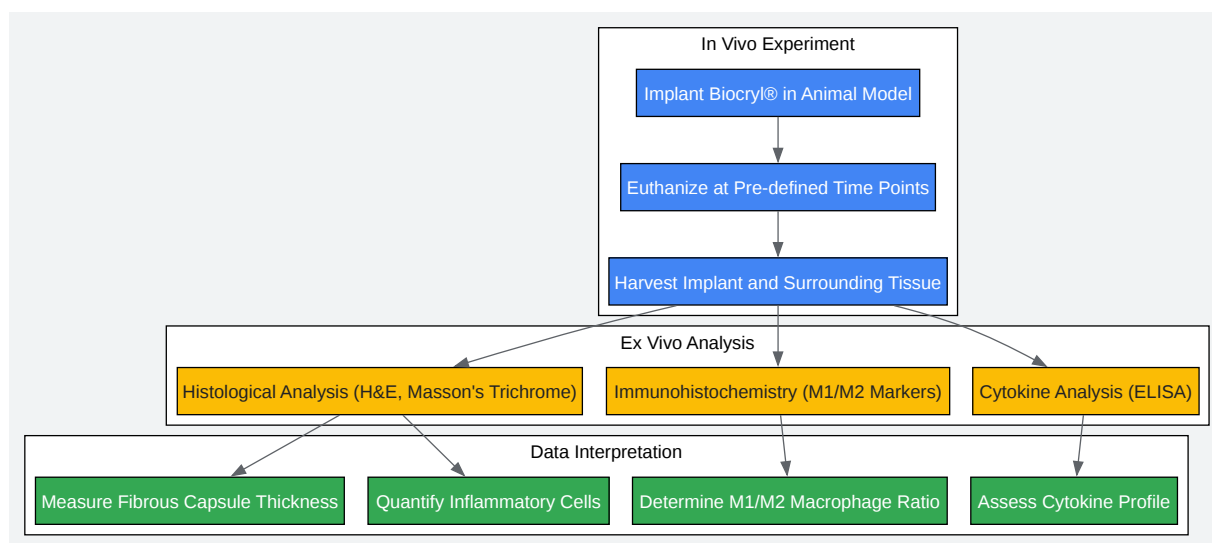 In Vivo Experiment
Implant Biocryl® in Animal Model
Euthanize at Pre-defined Time Points
Harvest Implant and Surrounding Tissue
Ex Vivo Analysis
Histological Analysis (H&E, Masson's Trichrome)
Immunohistochemistry (M1/M2 Markers)
Cytokine Analysis (ELISA)
Data Interpretation
Measure Fibrous Capsule Thickness
Quantify Inflammatory Cells
Determine M1/M2 Macrophage Ratio
Assess Cytokine Profile